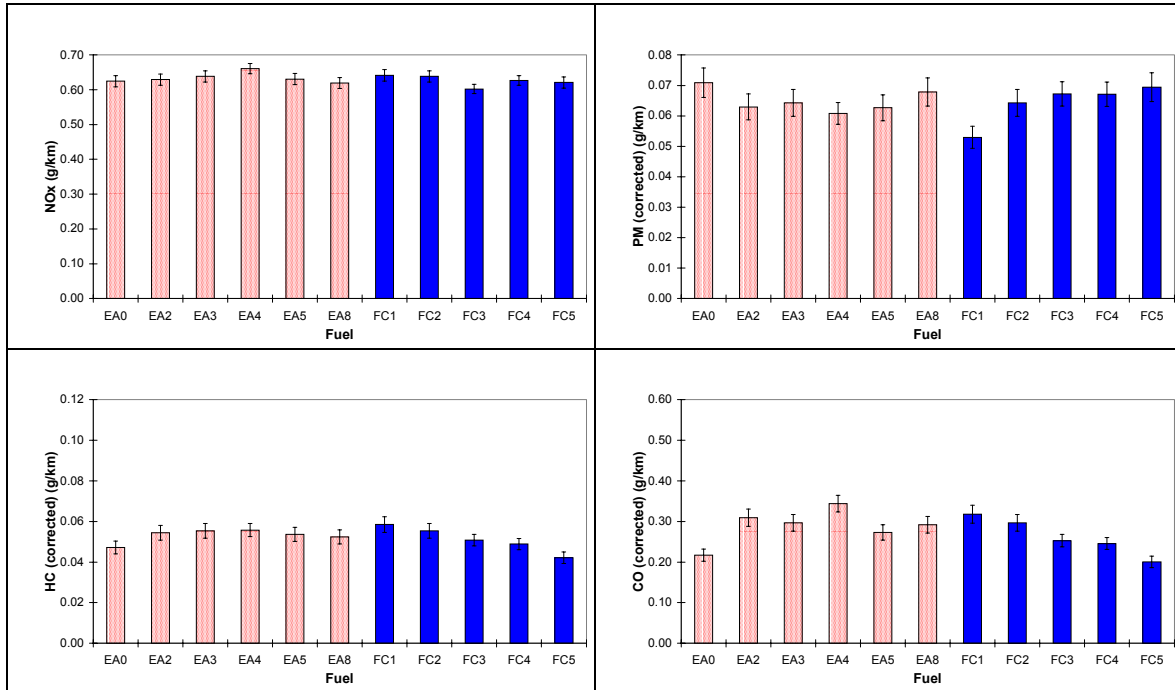 NOx (g/km)
0.70
0.60
0.50
0.40
0.30
0.20
0.10
0.00
EA0 EA2 EA3 EA4 EA5 EA8 FC1 FC2 FC3 FC4 FC5
Fuel
PM (corrected) (g/km)
0.08
0.07
0.06
0.05
0.04
0.03
0.02
0.01
0.00
EA0 EA2 EA3 EA4 EA5 EA8 FC1 FC2 FC3 FC4 FC5
Fuel
HC (corrected) (g/km)
0.12
0.10
0.08
0.06
0.04
0.02
0.00
EA0 EA2 EA3 EA4 EA5 EA8 FC1 FC2 FC3 FC4 FC5
Fuel
CO (corrected) (g/km)
0.60
0.50
0.40
0.30
0.20
0.10
0.00
EA0 EA2 EA3 EA4 EA5 EA8 FC1 FC2 FC3 FC4 FC5
Fuel